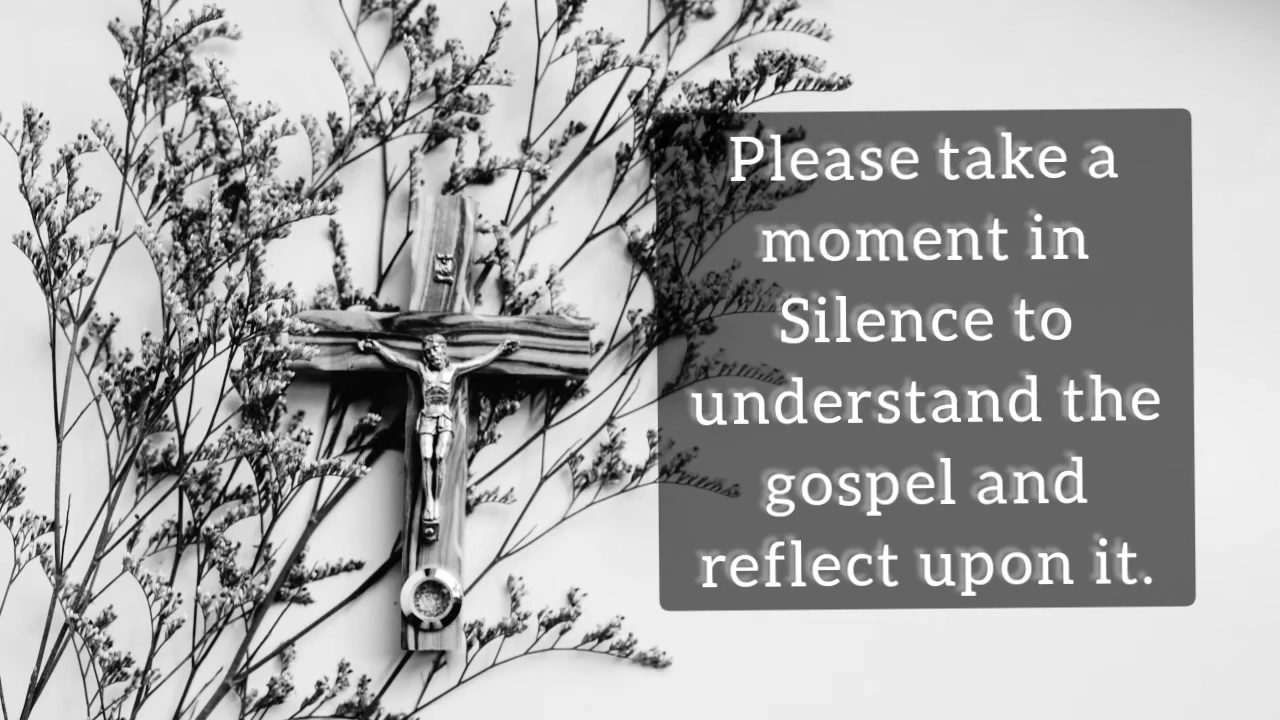 Please take a
moment in
Silence to
understand the
gospel and
reflect upon it.